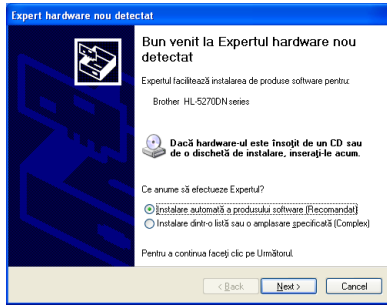 Expert hardware nou detectat
Bun venit la Expertul hardware nou
detectat
Expertul facilitează instalarea de produse software pentru:
Brother HL-5270DN series
Dacă hardware-ul este însoţit de un CD sau
de o dischetă de instalare, inseraţi-le acum.
Ce anume să efectueze Expertul?
Instalare automată a produsului software (Recomandat)
Instalare dintr-o listă sau o amplasare specificată (Complex)
Pentru a continua faceţi clic pe Următorul.
< Back
Next >
Cancel